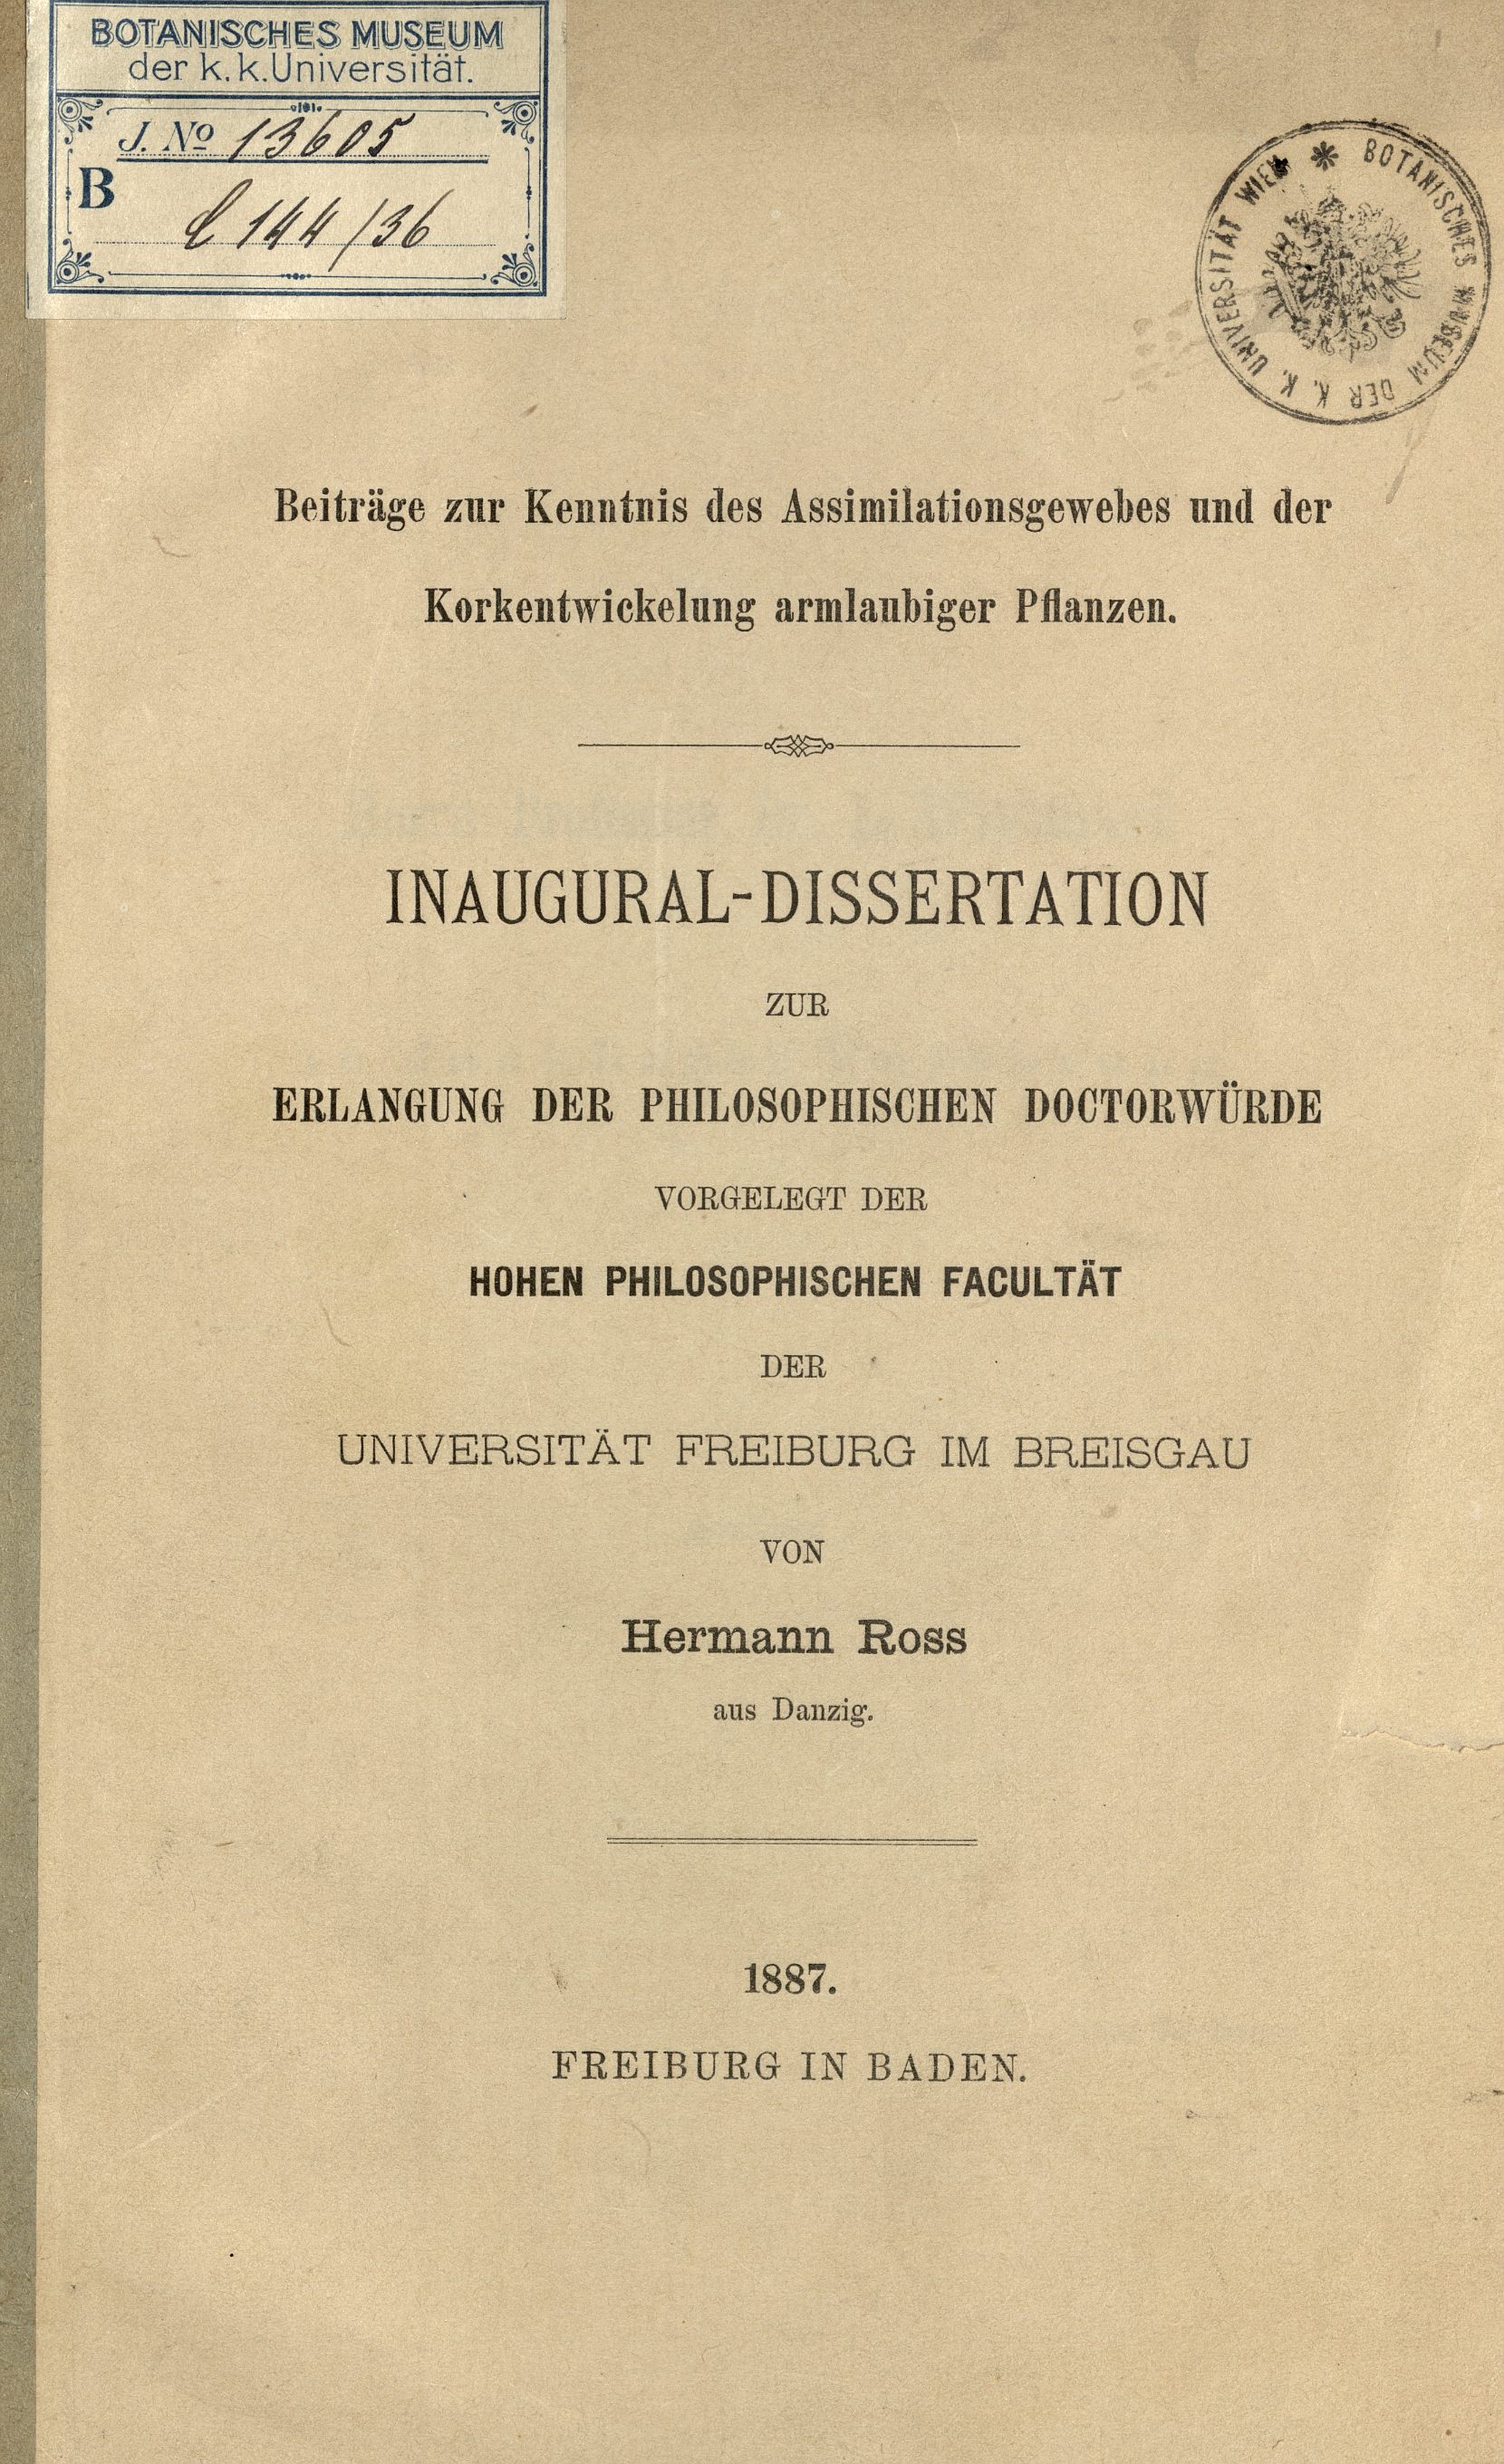 BOTANISCHES MUSEUM
der k. k. Universität.
J. No 13605
B
l 144/36
BOTANISCHES MUSEUM DER K. K. UNIVERSITÄT WIEN
Beiträge zur Kenntnis des Assimilationsgewebes und der
Korkentwickelung armlaubiger Pflanzen.
INAUGURAL-DISSERTATION
ZUR
ERLANGUNG DER PHILOSOPHISCHEN DOCTORWÜRDE
VORGELEGT DER
HOHEN PHILOSOPHISCHEN FACULTÄT
DER
UNIVERSITÄT FREIBURG IM BREISGAU
VON
Hermann Ross
aus Danzig.
1887.
FREIBURG IN BADEN.